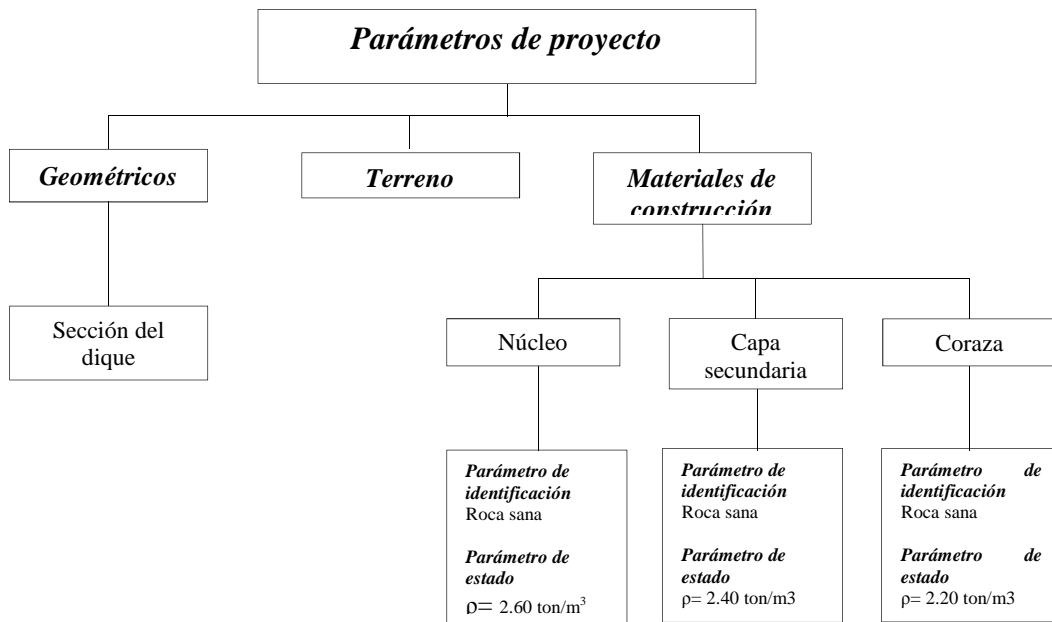 Parámetros de proyecto
Geométricos
Terreno
Materiales de
construcción
Sección del
dique
Núcleo
Capa
secundaria
Coraza
Parámetro de
identificación
Roca sana
Parámetro de
estado
ρ= 2.60 ton/m³
Parámetro de
identificación
Roca sana
Parámetro de
estado
ρ= 2.40 ton/m3
Parámetro de
identificación
Roca sana
Parámetro de
estado
ρ= 2.20 ton/m3